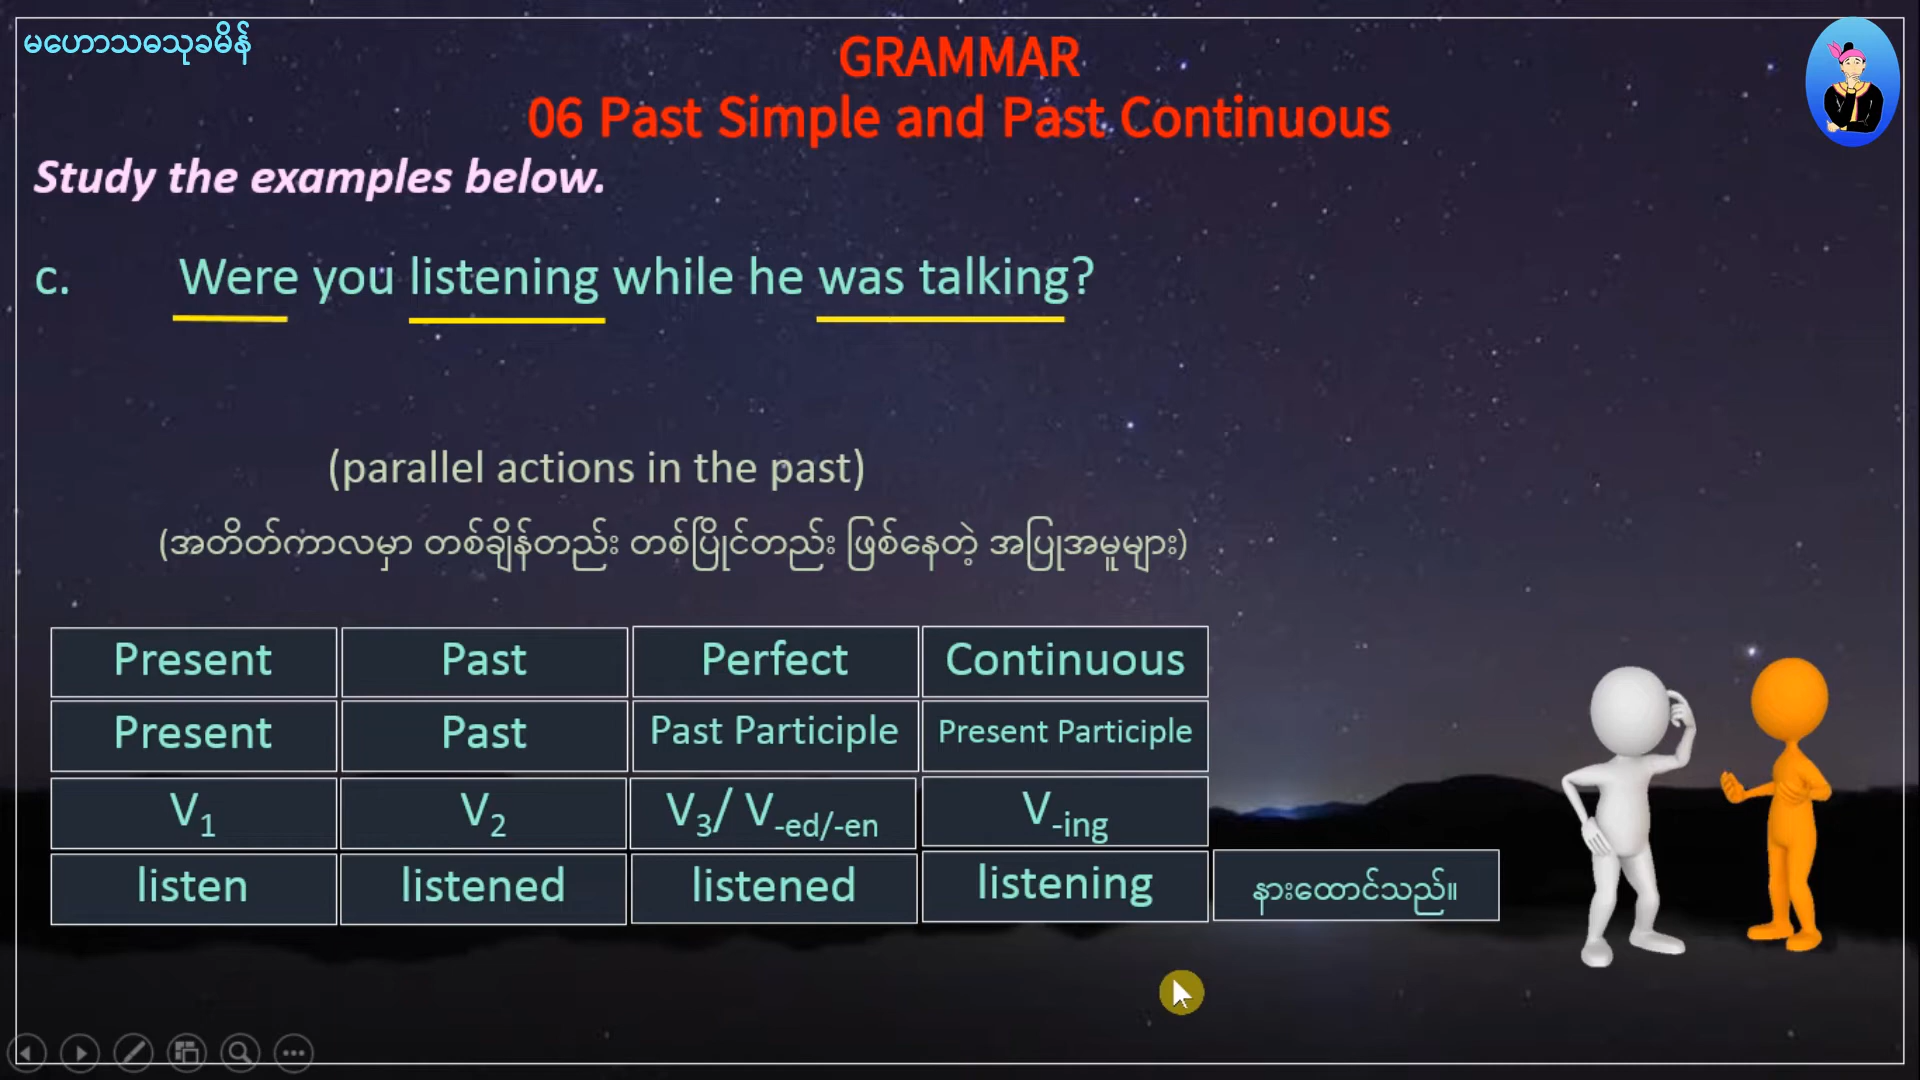 မဟောသဓသုခမိန်
GRAMMAR
06 Past Simple and Past Continuous
Study the examples below.
c. Were you listening while he was talking?
(parallel actions in the past)
(အတိတ်ကာလမှာ တစ်ချိန်တည်း တစ်ပြိုင်တည်း ဖြစ်နေတဲ့ အပြုအမူများ)
Present Past Perfect Continuous
Present Past Past Participle Present Participle
V1 V2 V3/ V-ed/-en V-ing
listen listened listened listening နားထောင်သည်။